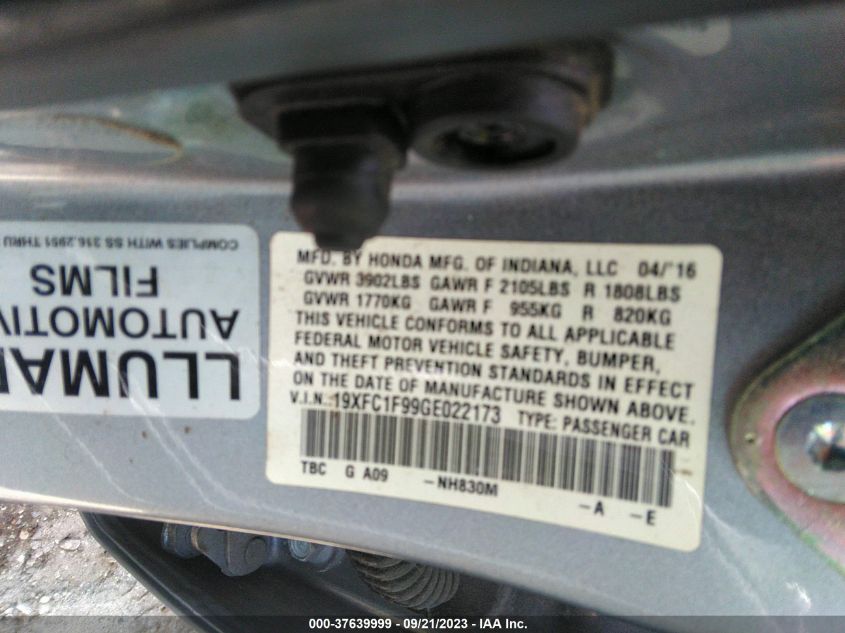 COMPLIES WITH SS 316.2951 THRU
FILMS
AUTOMOTIV
LLUMAR
MFD. BY HONDA MFG. OF INDIANA, LLC 04/'16
GVWR 3902LBS GAWR F 2105LBS R 1808LBS
GVWR 1770KG GAWR F 955KG R 820KG
THIS VEHICLE CONFORMS TO ALL APPLICABLE
FEDERAL MOTOR VEHICLE SAFETY, BUMPER,
AND THEFT PREVENTION STANDARDS IN EFFECT
ON THE DATE OF MANUFACTURE SHOWN ABOVE.
V.I.N.:19XFC1F99GE022173 TYPE: PASSENGER CAR
TBC G A09 -NH830M -A -E
000-37639999 - 09/21/2023 - IAA Inc.